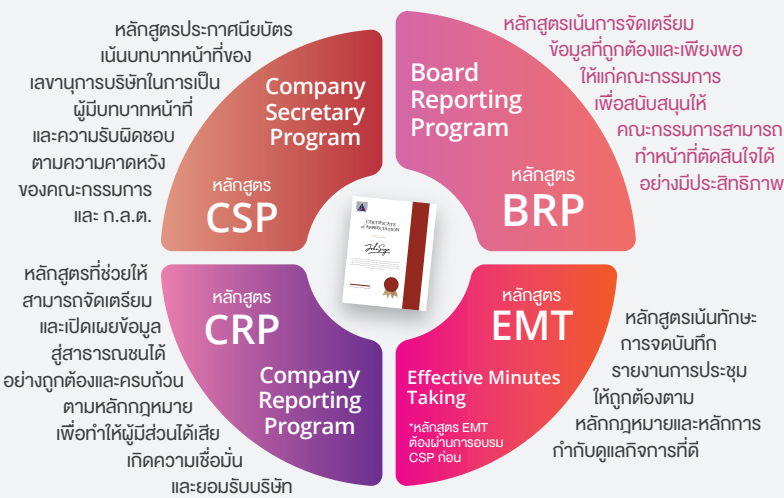 หลักสูตรประกาศนียบัตร
เน้นบทบาทหน้าที่ของ
เลขานุการบริษัทในการเป็น
ผู้มีบทบาทหน้าที่
และความรับผิดชอบ
ตามความคาดหวัง
ของคณะกรรมการ
และ ก.ล.ต.
Company
Secretary
Program
หลักสูตร
CSP
Board
Reporting
Program
หลักสูตร
BRP
หลักสูตรเน้นการจัดเตรียม
ข้อมูลที่ถูกต้องและเพียงพอ
ให้แก่คณะกรรมการ
เพื่อสนับสนุนให้
คณะกรรมการสามารถ
ทำหน้าที่ตัดสินใจได้
อย่างมีประสิทธิภาพ
CERTIFICATE
of APPRECIATION
หลักสูตรที่ช่วยให้
สามารถจัดเตรียม
และเปิดเผยข้อมูล
สู่สาธารณชนได้
อย่างถูกต้องและครบถ้วน
ตามหลักกฎหมาย
เพื่อทำให้ผู้มีส่วนได้เสีย
เกิดความเชื่อมั่น
และยอมรับบริษัท
หลักสูตร
CRP
Company
Reporting
Program
หลักสูตร
EMT
Effective Minutes
Taking
*หลักสูตร EMT
ต้องผ่านการอบรม
CSP ก่อน
หลักสูตรเน้นทักษะ
การจดบันทึก
รายงานการประชุม
ให้ถูกต้องตาม
หลักกฎหมายและหลักการ
กำกับดูแลกิจการที่ดี